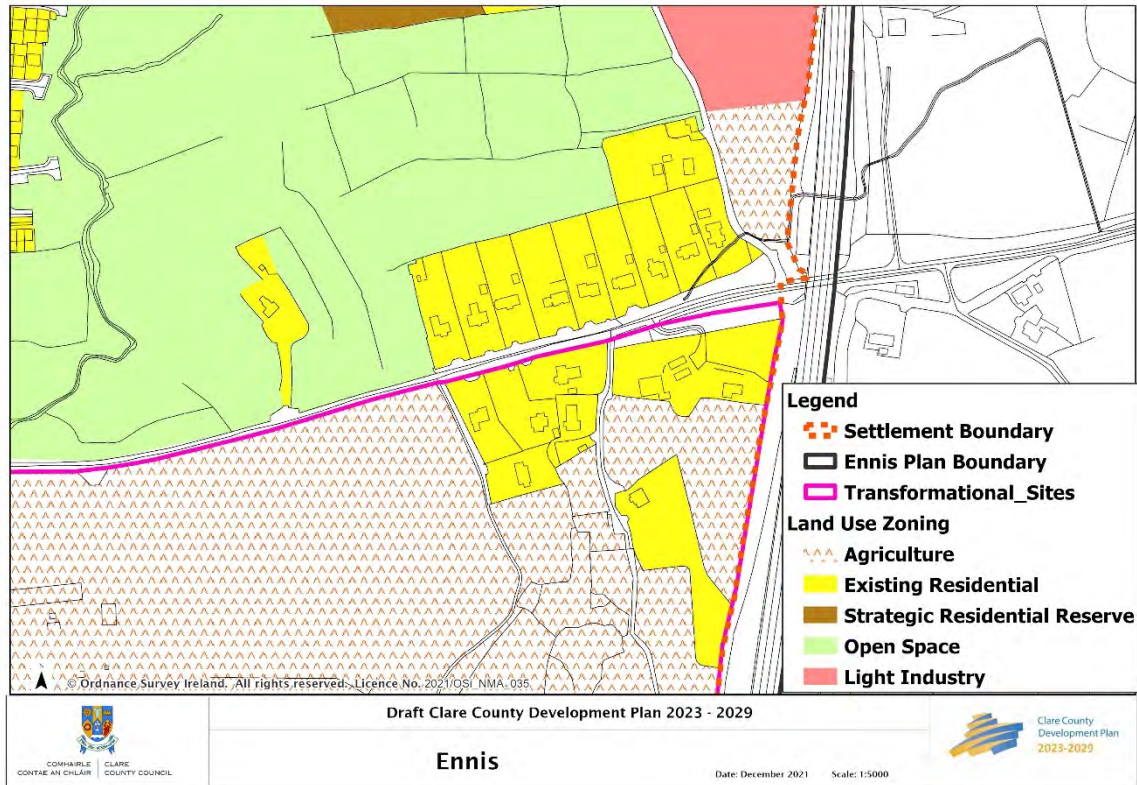 Legend
Settlement Boundary
Ennis Plan Boundary
Transformational_Sites
Land Use Zoning
Agriculture
Existing Residential
Strategic Residential Reserve
Open Space
Light Industry
© Ordnance Survey Ireland. All rights reserved. Licence No. 2021/OSi_NMA_035
Draft Clare County Development Plan 2023 - 2029
Ennis
Date: December 2021 Scale: 1:5000
COMHAIRLE CONTAE AN CHLÁIR
CLARE COUNTY COUNCIL
Clare County
Development Plan
2023-2029